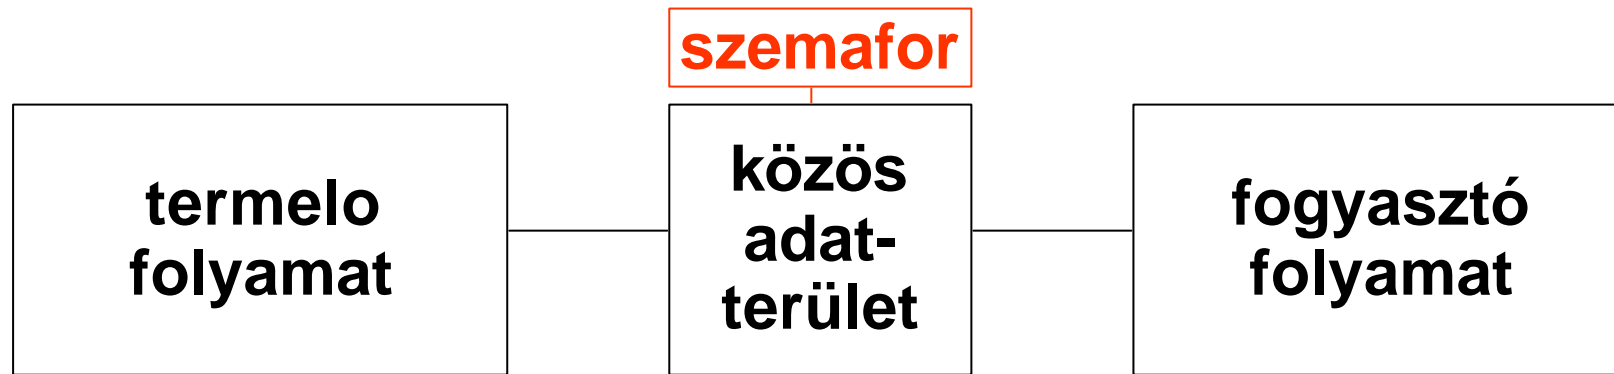 szemafor
termelo
folyamat
közös
adat-
terület
fogyasztó
folyamat